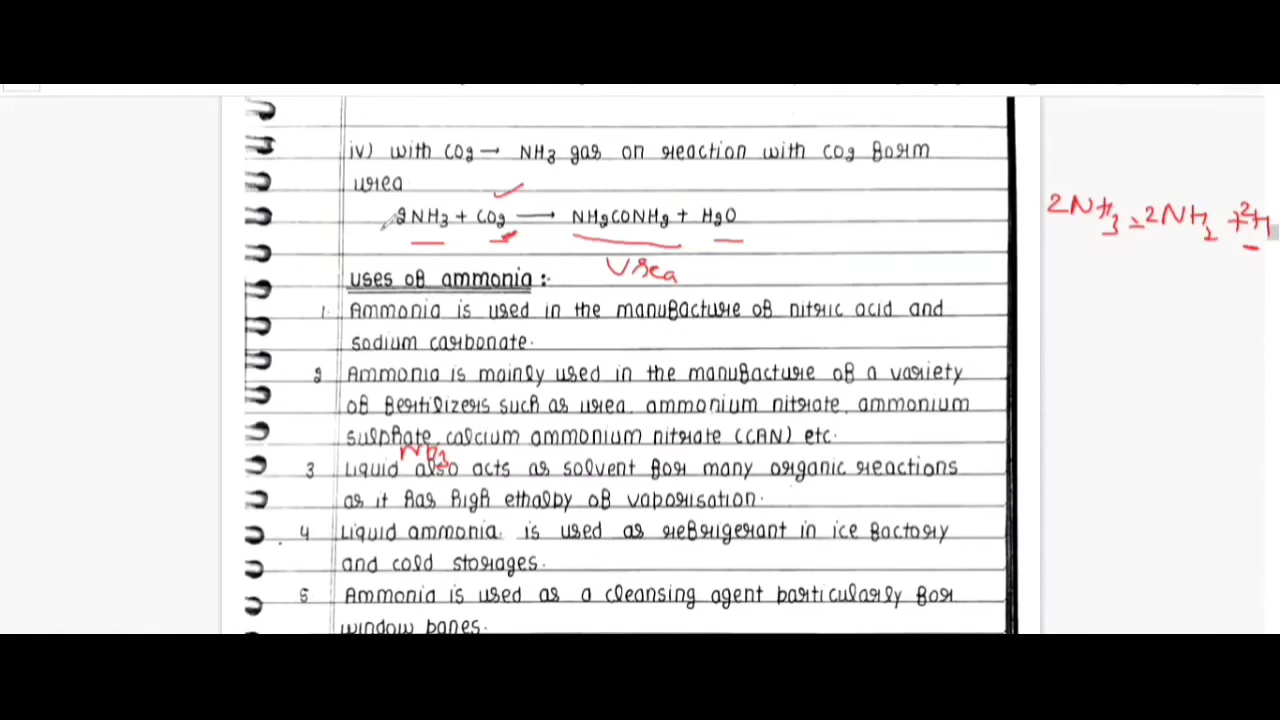 iv) with CO2 → NH3 gas on reaction with CO2 form
urea
2NH3 + CO2 → NH2CONH2 + H2O
2NH3 = 2NH2 + 2H
Urea
uses of ammonia :-
1. Ammonia is used in the manufacture of nitric acid and
sodium carbonate.
2 Ammonia is mainly used in the manufacture of a variety
of fertilizers such as urea, ammonium nitrate, ammonium
sulphate, calcium ammonium nitrate (CAN) etc.
NH3
3 Liquid also acts as solvent for many organic reactions
as it has high ethalpy of vaporisation.
4 Liquid ammonia is used as refrigerant in ice factory
and cold storages.
5 Ammonia is used as a cleansing agent particularly for
window panes.